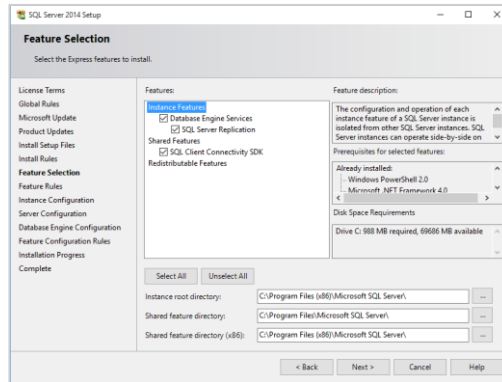 SQL Server 2014 Setup
Feature Selection
Select the Express features to install.
License Terms
Global Rules
Microsoft Update
Product Updates
Install Setup Files
Install Rules
Feature Selection
Feature Rules
Instance Configuration
Server Configuration
Database Engine Configuration
Feature Configuration Rules
Installation Progress
Complete
Features:
Instance Features
Database Engine Services
SQL Server Replication
Shared Features
SQL Client Connectivity SDK
Redistributable Features
Feature description:
The configuration and operation of each
instance feature of a SQL Server instance is
isolated from other SQL Server instances. SQL
Server instances can operate side-by-side on
Prerequisites for selected features:
Already installed:
Windows PowerShell 2.0
Microsoft .NET Framework 4.0
Disk Space Requirements
Drive C: 988 MB required, 69686 MB available
Select All
Unselect All
Instance root directory:
C:\Program Files (x86)\Microsoft SQL Server\
...
Shared feature directory:
C:\Program Files\Microsoft SQL Server\
...
Shared feature directory (x86):
C:\Program Files (x86)\Microsoft SQL Server\
...
< Back
Next >
Cancel
Help